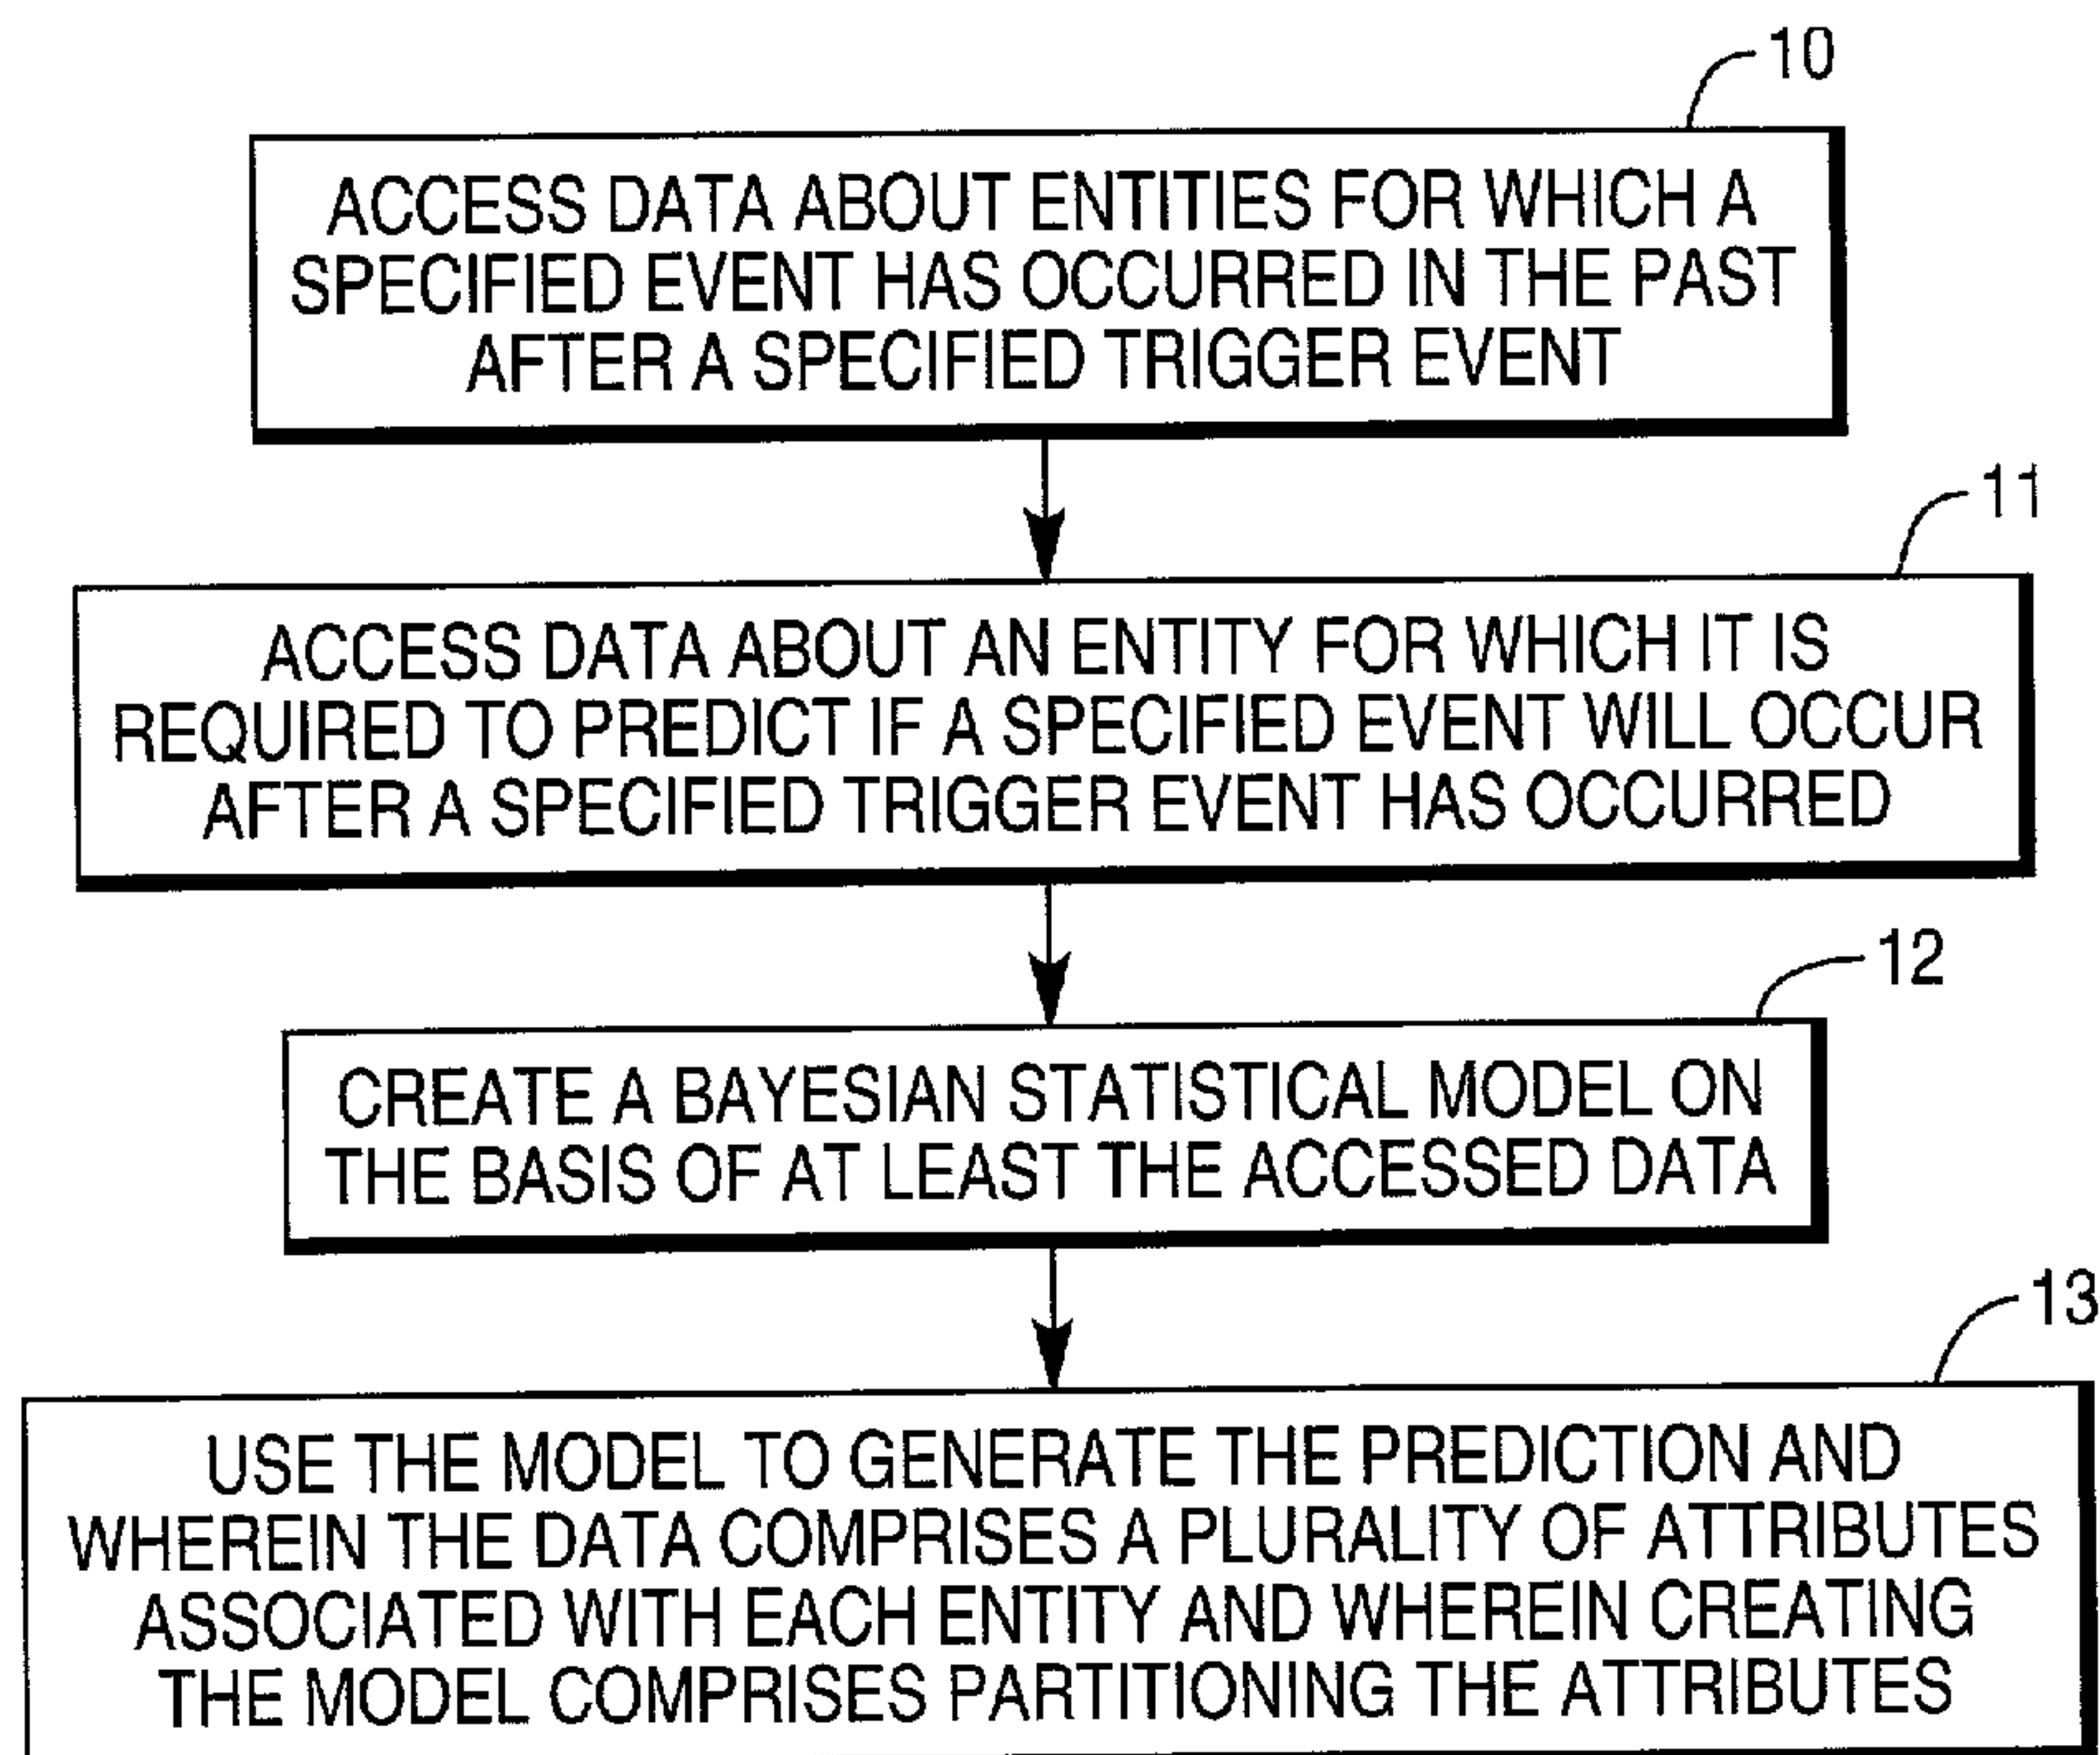 10
ACCESS DATA ABOUT ENTITIES FOR WHICH A
SPECIFIED EVENT HAS OCCURRED IN THE PAST
AFTER A SPECIFIED TRIGGER EVENT
11
ACCESS DATA ABOUT AN ENTITY FOR WHICH IT IS
REQUIRED TO PREDICT IF A SPECIFIED EVENT WILL OCCUR
AFTER A SPECIFIED TRIGGER EVENT HAS OCCURRED
12
CREATE A BAYESIAN STATISTICAL MODEL ON
THE BASIS OF AT LEAST THE ACCESSED DATA
13
USE THE MODEL TO GENERATE THE PREDICTION AND
WHEREIN THE DATA COMPRISES A PLURALITY OF ATTRIBUTES
ASSOCIATED WITH EACH ENTITY AND WHEREIN CREATING
THE MODEL COMPRISES PARTITIONING THE ATTRIBUTES